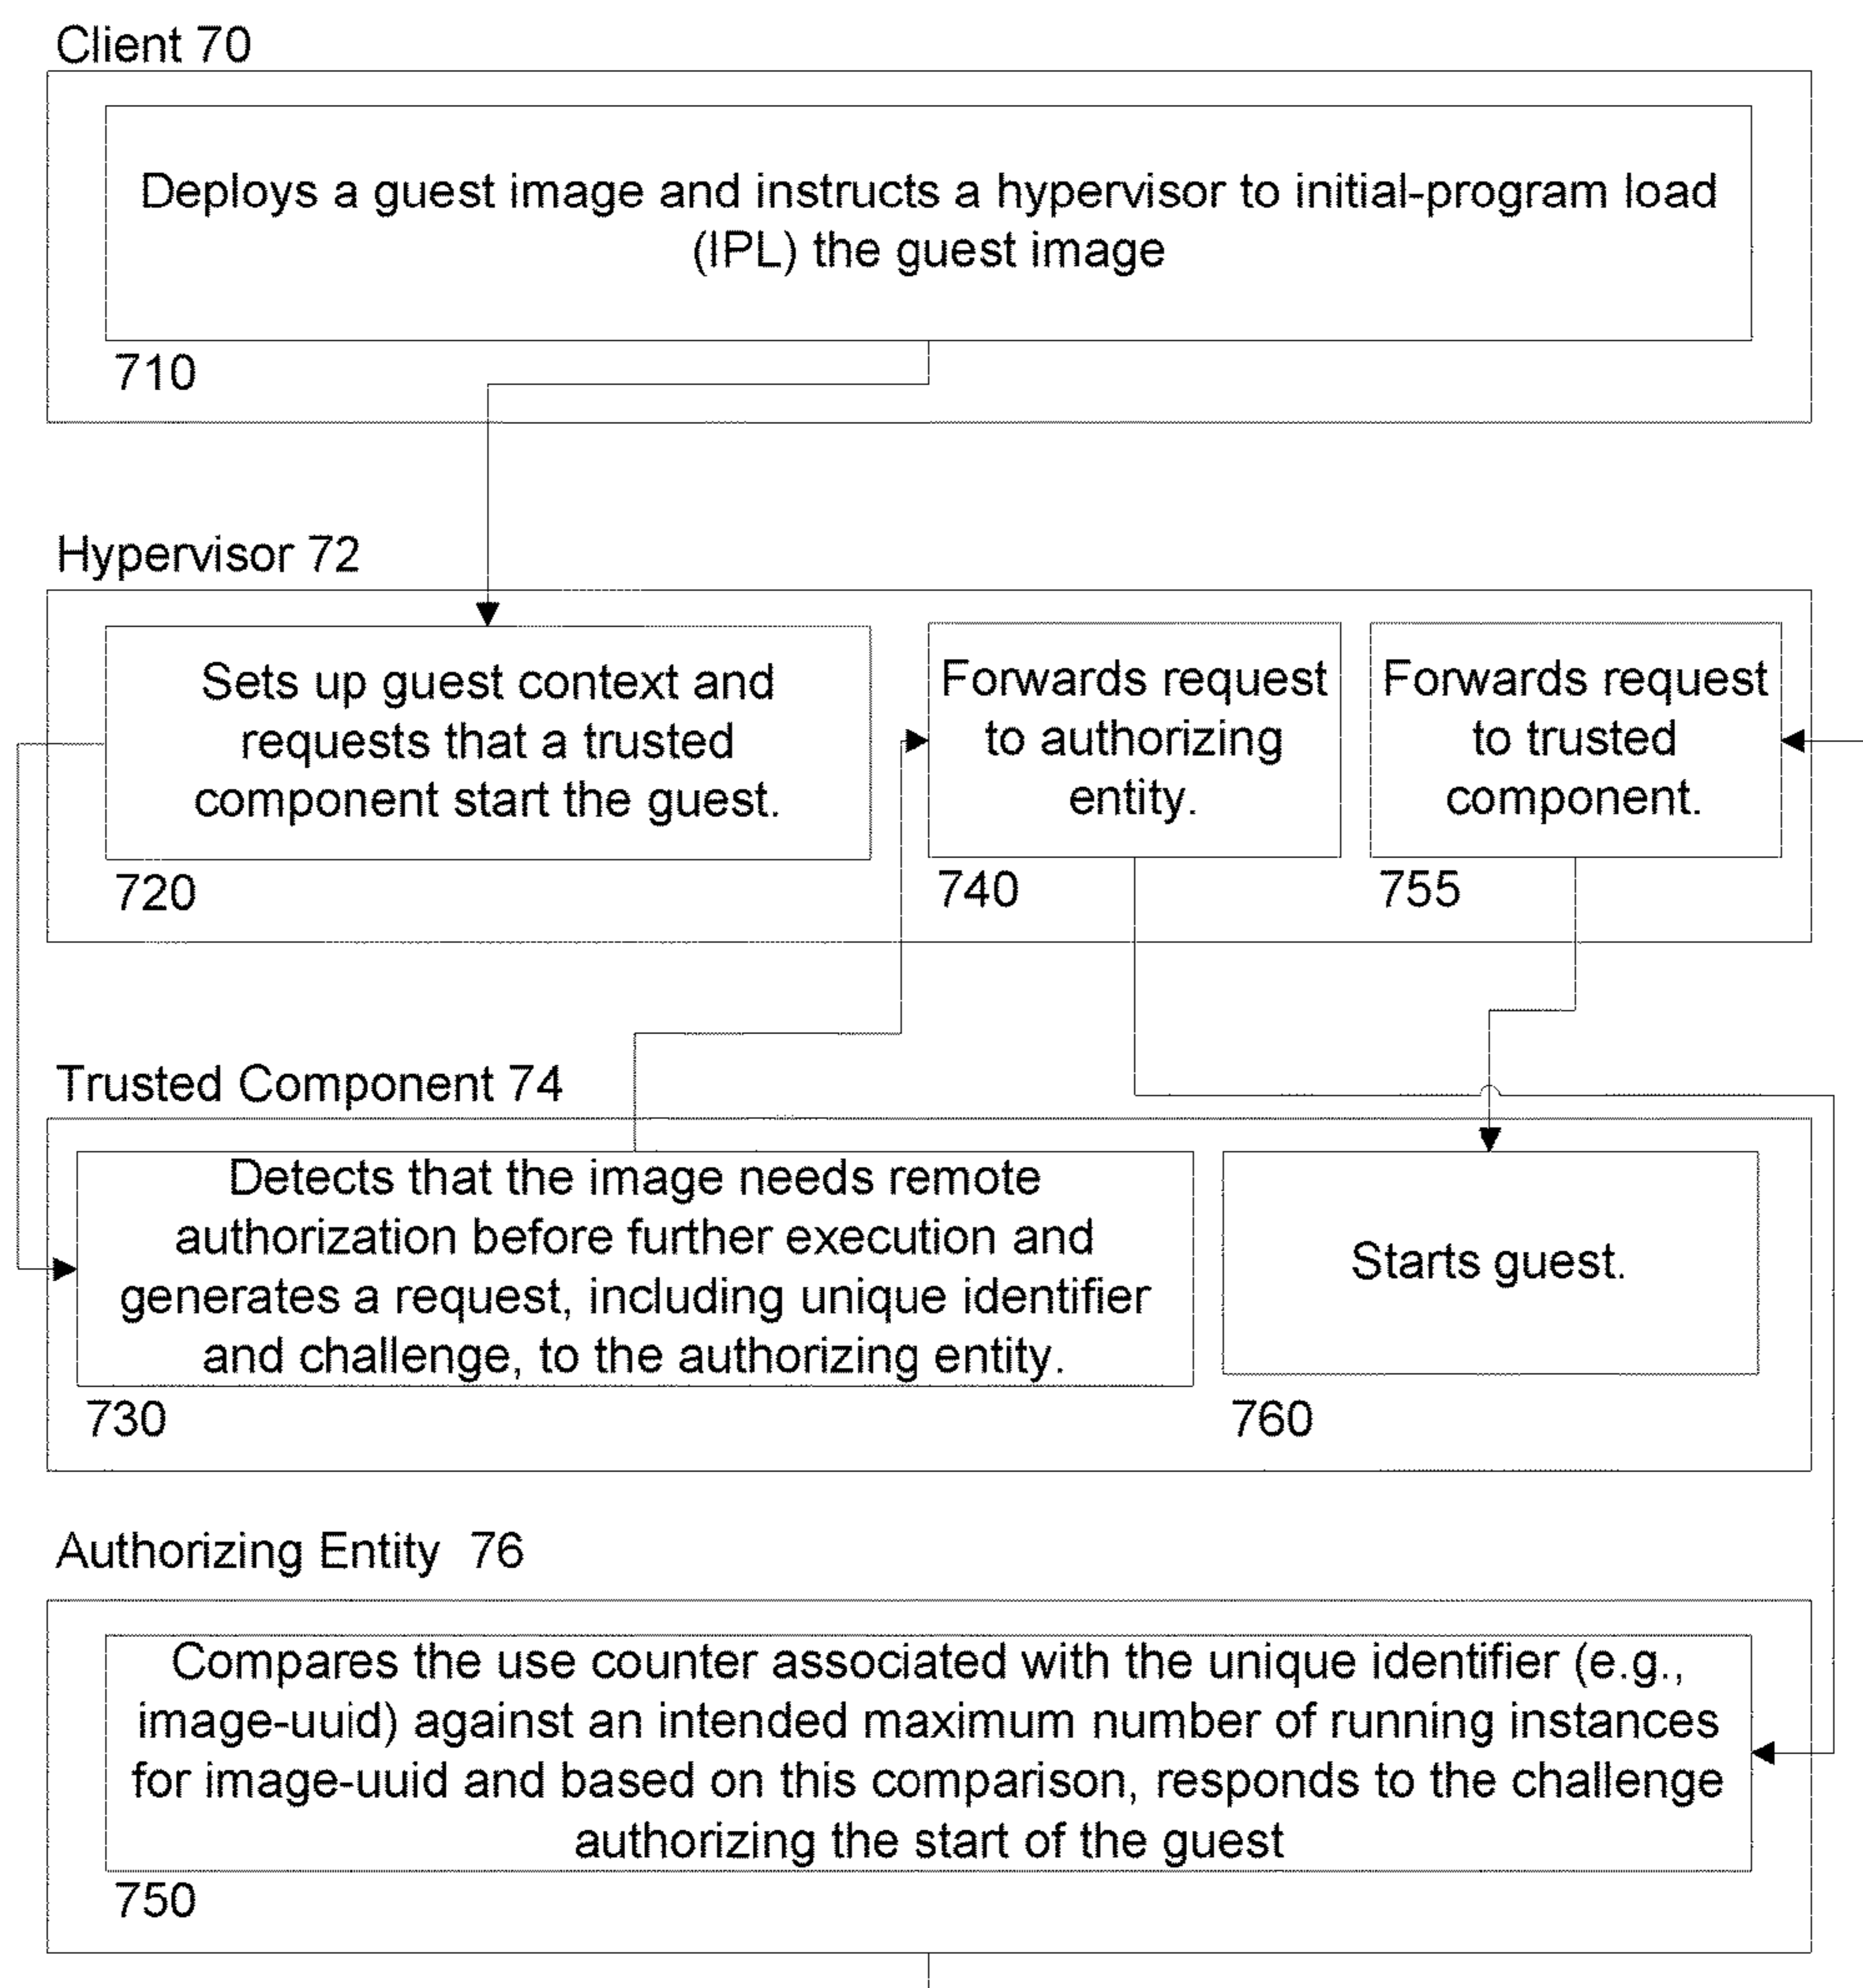 Client 70
Deploys a guest image and instructs a hypervisor to initial-program load
(IPL) the guest image
710
Hypervisor 72
Sets up guest context and
requests that a trusted
component start the guest.
720
Forwards request
to authorizing
entity.
740
Forwards request
to trusted
component.
755
Trusted Component 74
Detects that the image needs remote
authorization before further execution and
generates a request, including unique identifier
and challenge, to the authorizing entity.
730
Starts guest.
760
Authorizing Entity 76
Compares the use counter associated with the unique identifier (e.g.,
image-uuid) against an intended maximum number of running instances
for image-uuid and based on this comparison, responds to the challenge
authorizing the start of the guest
750